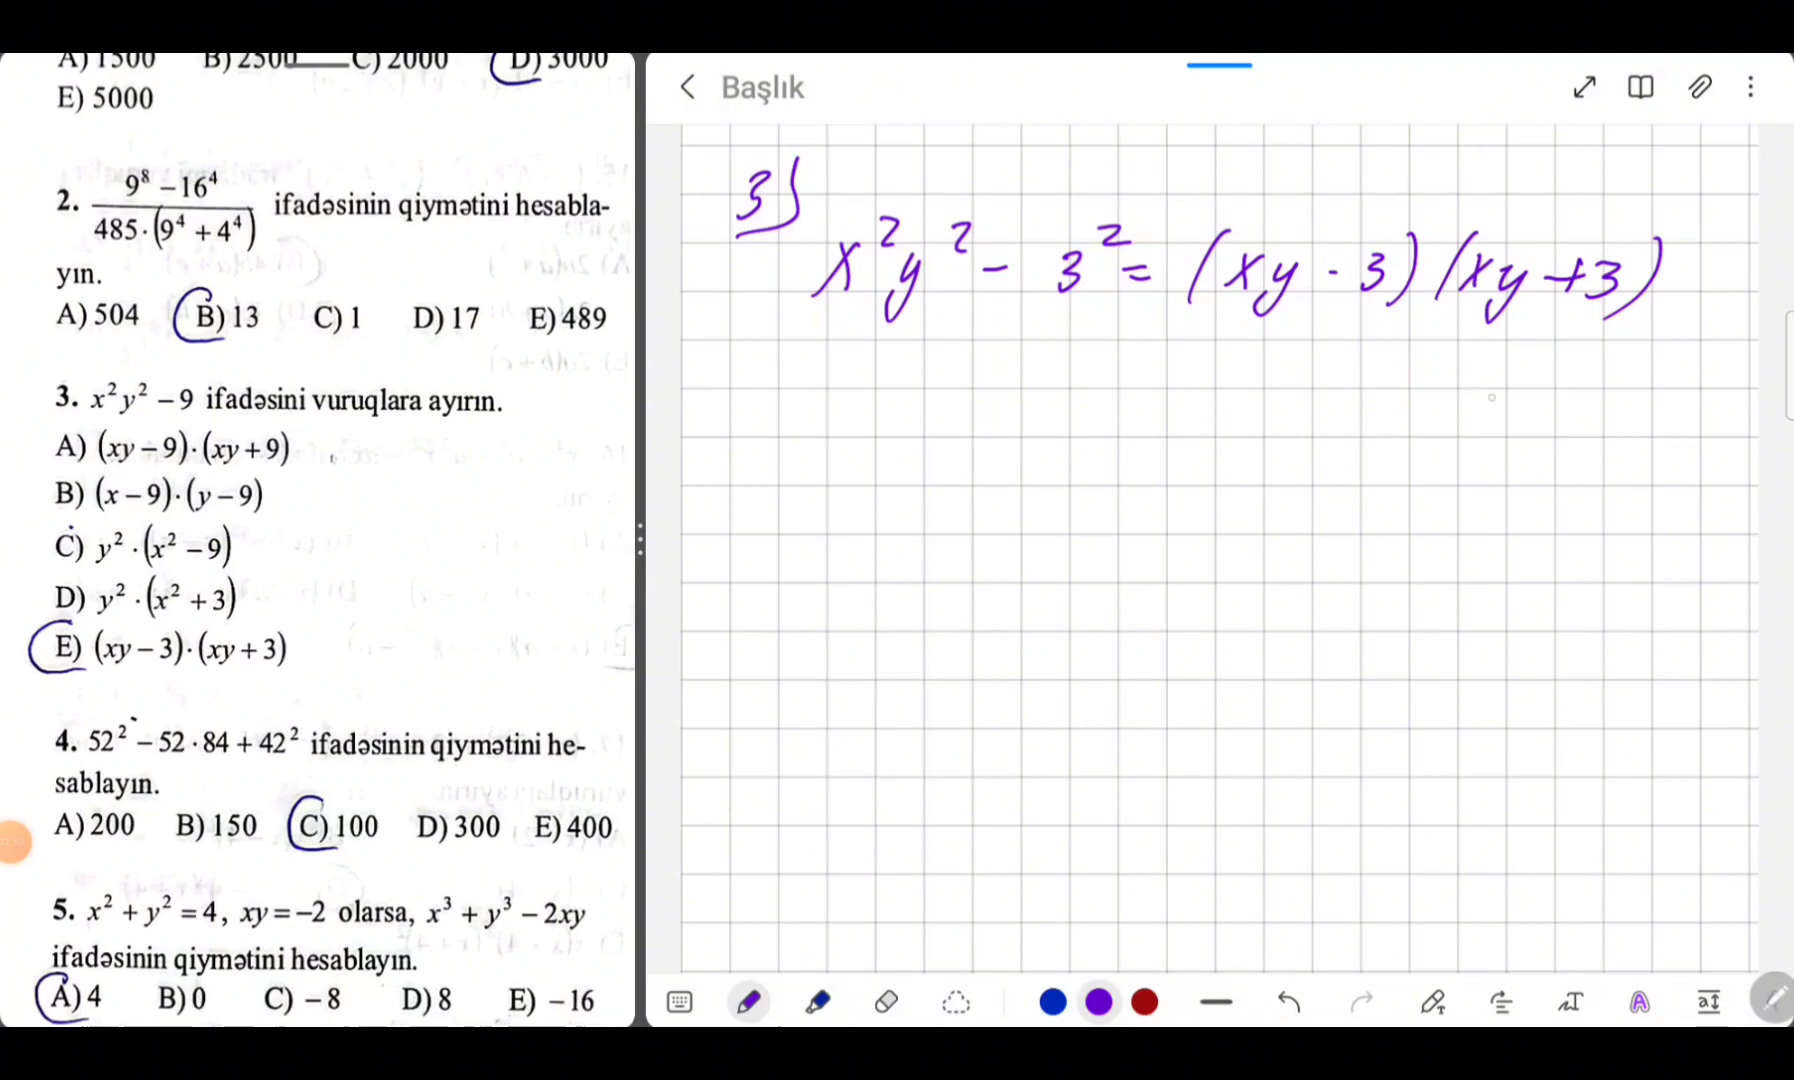 A) 1500 B) 2500 C) 2000 D) 3000
E) 5000
2. (9⁸ – 16⁴)/(485 · (9⁴ + 4⁴)) ifadəsinin qiymətini hesabla-
yın.
A) 504 B) 13 C) 1 D) 17 E) 489
3. x² y² – 9 ifadəsini vuruqlara ayırın.
A) (xy – 9) · (xy + 9)
B) (x – 9) · (y – 9)
C) y² · (x² – 9)
D) y² · (x² + 3)
E) (xy – 3) · (xy + 3)
4. 52² – 52 · 84 + 42² ifadəsinin qiymətini he-
sablayın.
A) 200 B) 150 C) 100 D) 300 E) 400
5. x² + y² = 4, xy = –2 olarsa, x³ + y³ – 2xy
ifadəsinin qiymətini hesablayın.
A) 4 B) 0 C) – 8 D) 8 E) – 16
Başlık
3)
x²y² - 3² = (xy - 3) (xy + 3)